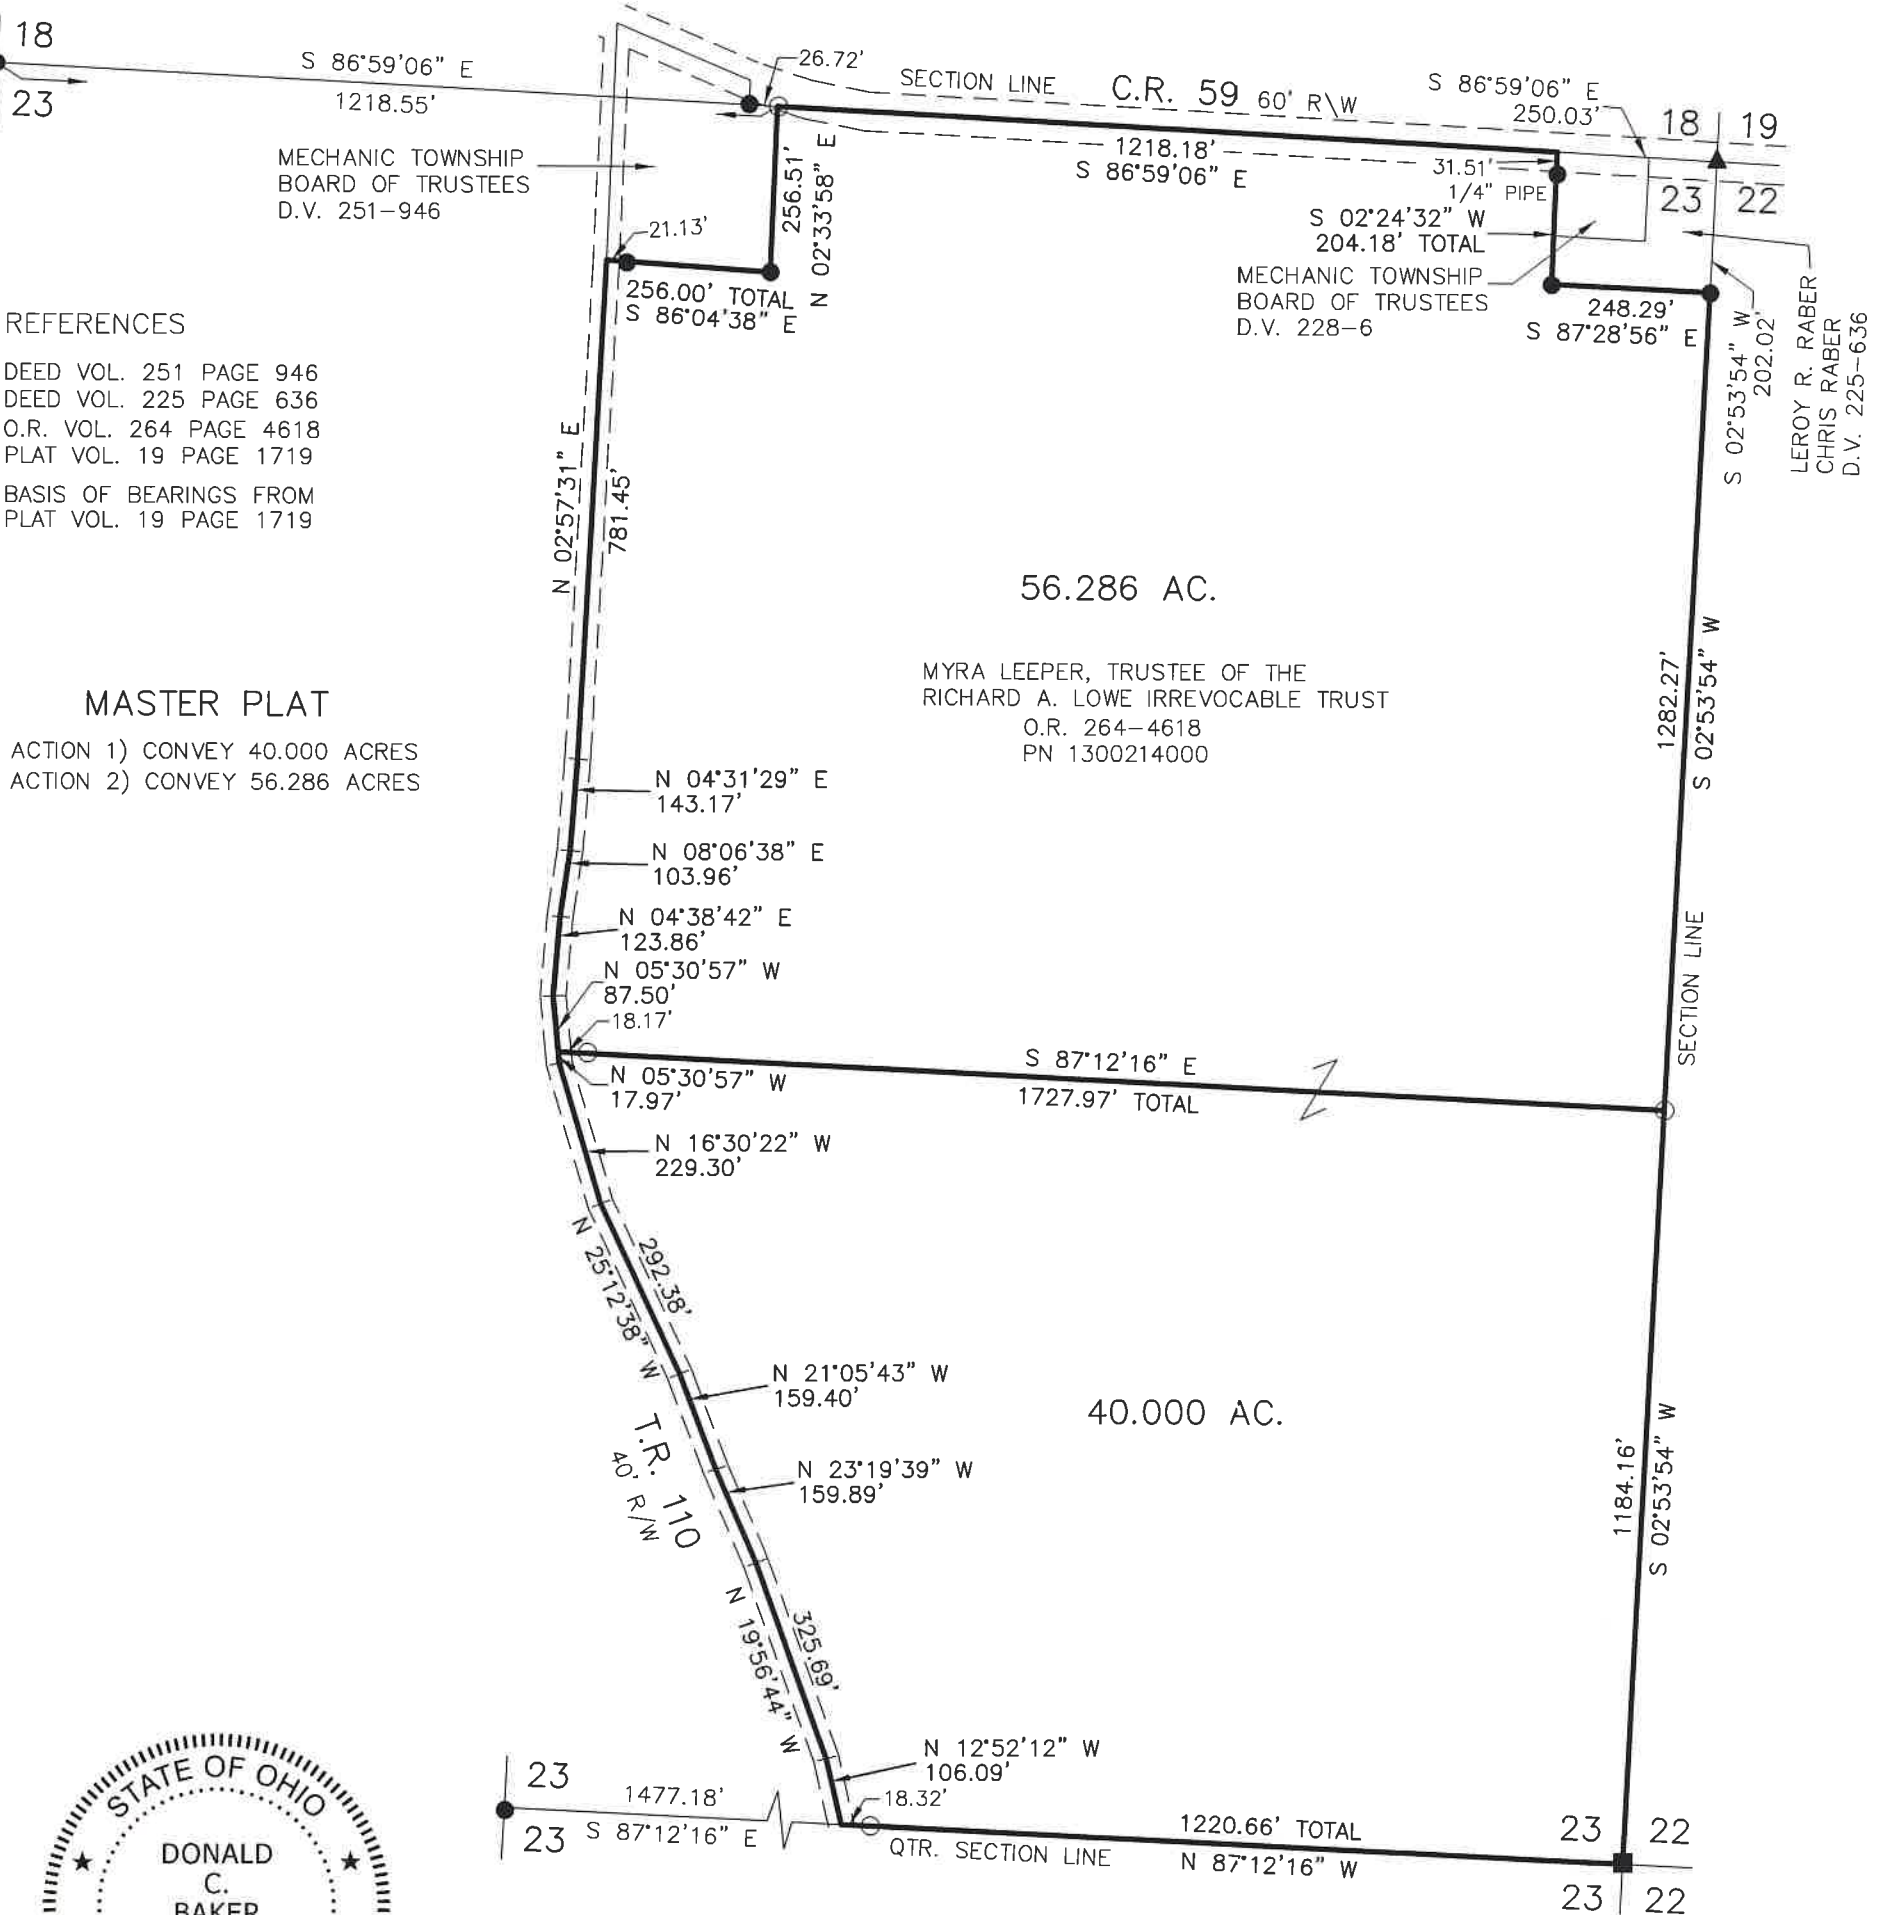 18
23
S 86°59'06" E
1218.55'
26.72'
SECTION LINE
C.R. 59 60' R\W
S 86°59'06" E
250.03'
18 19
23 22
MECHANIC TOWNSHIP
BOARD OF TRUSTEES
D.V. 251-946
256.51'
N 02°33'58" E
1218.18'
S 86°59'06" E
31.51'
1/4" PIPE
S 02°24'32" W
204.18' TOTAL
MECHANIC TOWNSHIP
BOARD OF TRUSTEES
D.V. 228-6
21.13'
256.00' TOTAL
S 86°04'38" E
248.29'
S 87°28'56" E
S 02°53'54" W
202.02'
LEROY R. RABER
CHRIS RABER
D.V. 225-636
REFERENCES
DEED VOL. 251 PAGE 946
DEED VOL. 225 PAGE 636
O.R. VOL. 264 PAGE 4618
PLAT VOL. 19 PAGE 1719
BASIS OF BEARINGS FROM
PLAT VOL. 19 PAGE 1719
N 02°57'31" E
781.45'
56.286 AC.
MYRA LEEPER, TRUSTEE OF THE
RICHARD A. LOWE IRREVOCABLE TRUST
O.R. 264-4618
PN 1300214000
1282.27'
S 02°53'54" W
MASTER PLAT
ACTION 1) CONVEY 40.000 ACRES
ACTION 2) CONVEY 56.286 ACRES
N 04°31'29" E
143.17'
N 08°06'38" E
103.96'
N 04°38'42" E
123.86'
N 05°30'57" W
87.50'
18.17'
SECTION LINE
S 87°12'16" E
1727.97' TOTAL
N 05°30'57" W
17.97'
N 16°30'22" W
229.30'
292.38'
N 25°12'38" W
N 21°05'43" W
159.40'
40.000 AC.
T.R. 110
40' R/W
N 23°19'39" W
159.89'
1184.16'
S 02°53'54" W
325.69'
N 19°56'44" W
N 12°52'12" W
106.09'
18.32'
23
23
1477.18'
S 87°12'16" E
1220.66' TOTAL
QTR. SECTION LINE
N 87°12'16" W
23 22
23 22
STATE OF OHIO
DONALD
C.
BAKER